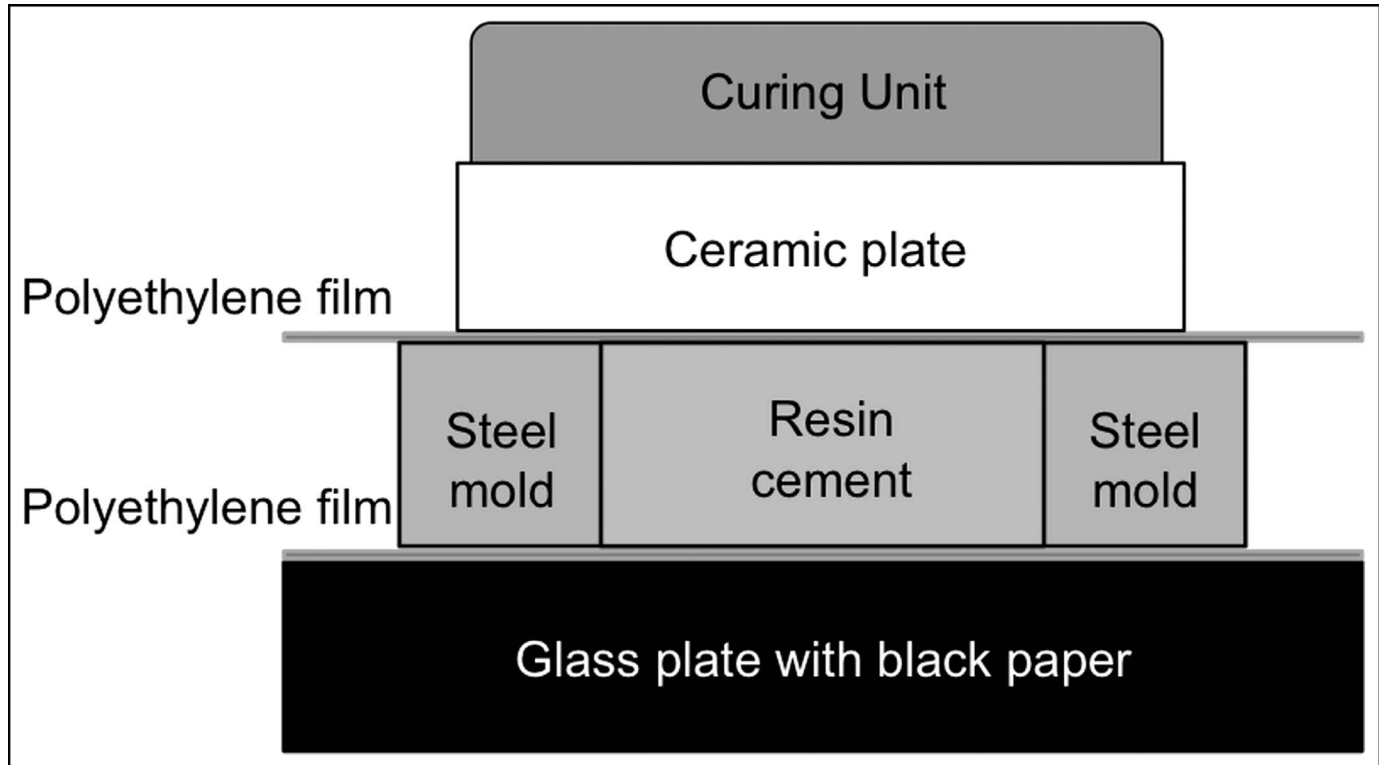 Curing Unit
Ceramic plate
Polyethylene film
Steel
mold
Resin
cement
Steel
mold
Polyethylene film
Glass plate with black paper